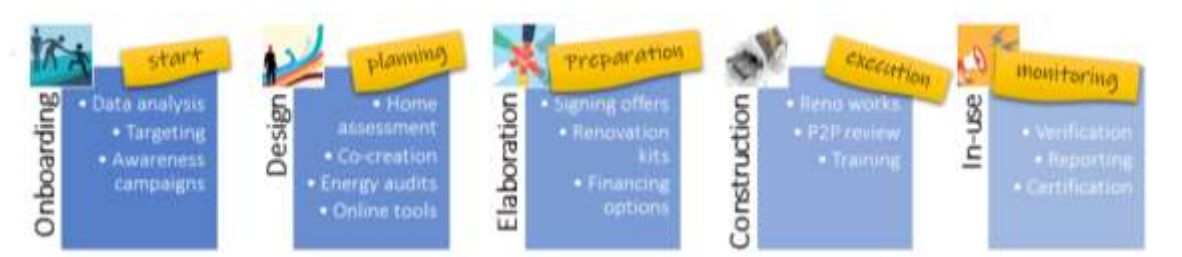 Onboarding
start
• Data analysis
• Targeting
• Awareness
campaigns
Design
planning
• Home
assessment
• Co-creation
• Energy audits
• Online tools
Elaboration
Preparation
• Signing offers
• Renovation
kits
• Financing
options
Construction
execution
• Reno works
• P2P review
• Training
In-use
monitoring
• Verification
• Reporting
• Certification